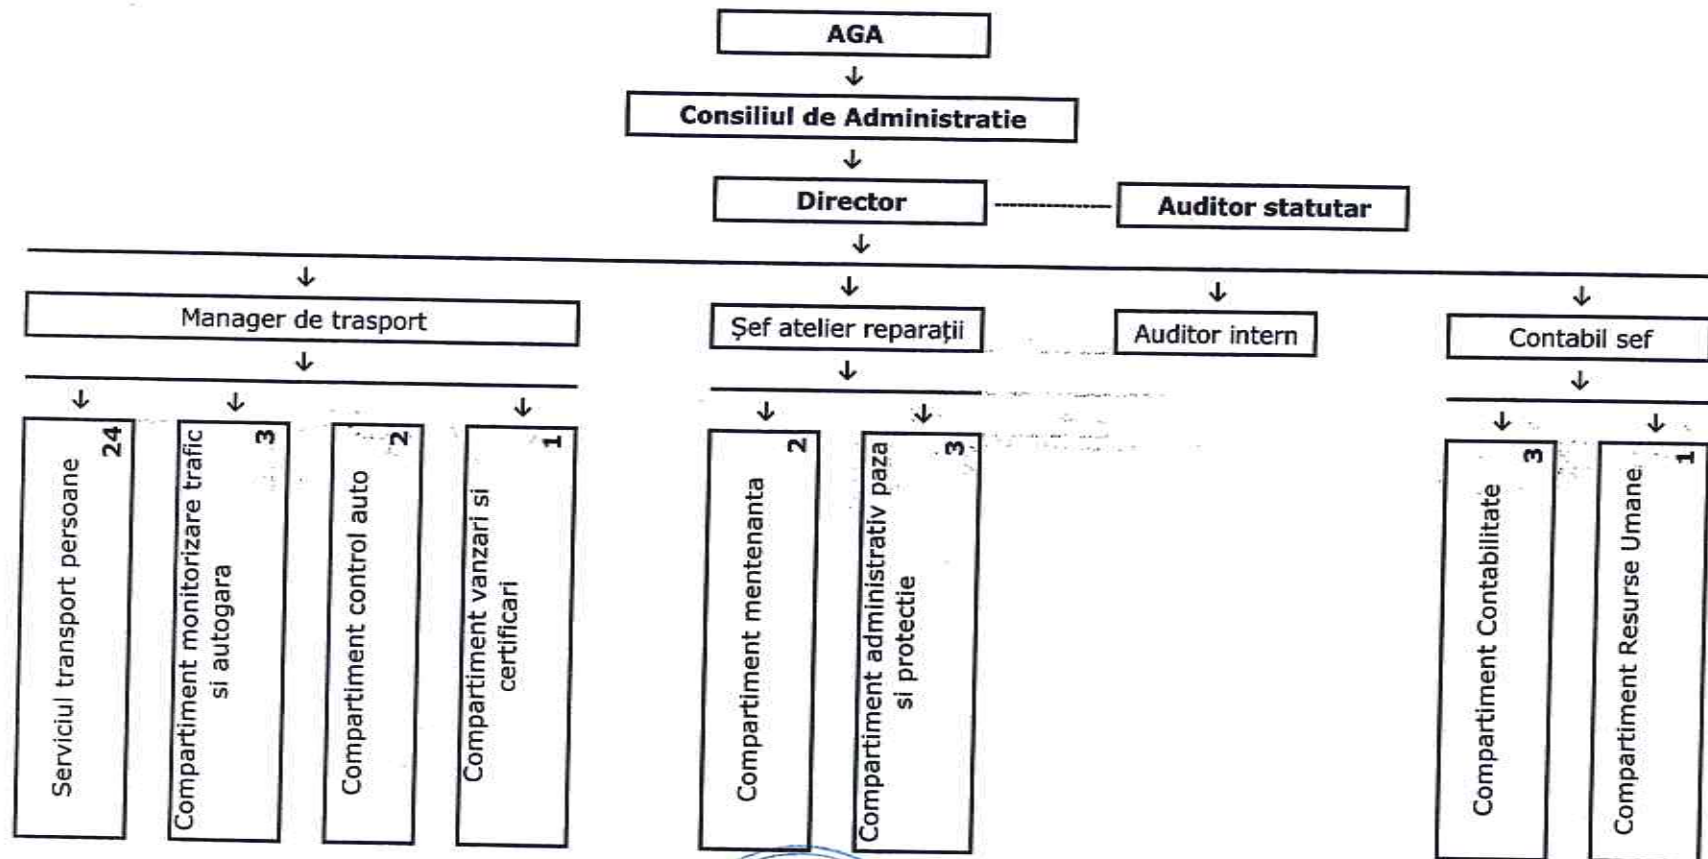 AGA
Consiliul de Administratie
Director
Auditor statutar
Manager de trasport
Şef atelier reparaţii
Auditor intern
Contabil sef
24
Serviciul transport persoane
3
Compartiment monitorizare trafic
si autogara
2
Compartiment control auto
1
Compartiment vanzari si
certificari
2
Compartiment mentenanta
3
Compartiment administrativ paza
si protectie
3
Compartiment Contabilitate
1
Compartiment Resurse Umane